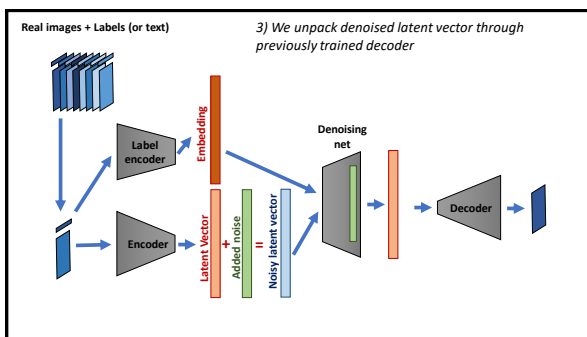 Real images + Labels (or text)
3) We unpack denoised latent vector through
previously trained decoder
Label
encoder
Embedding
Denoising
net
Encoder
Latent Vector
+
Added noise
=
Noisy latent vector
Decoder